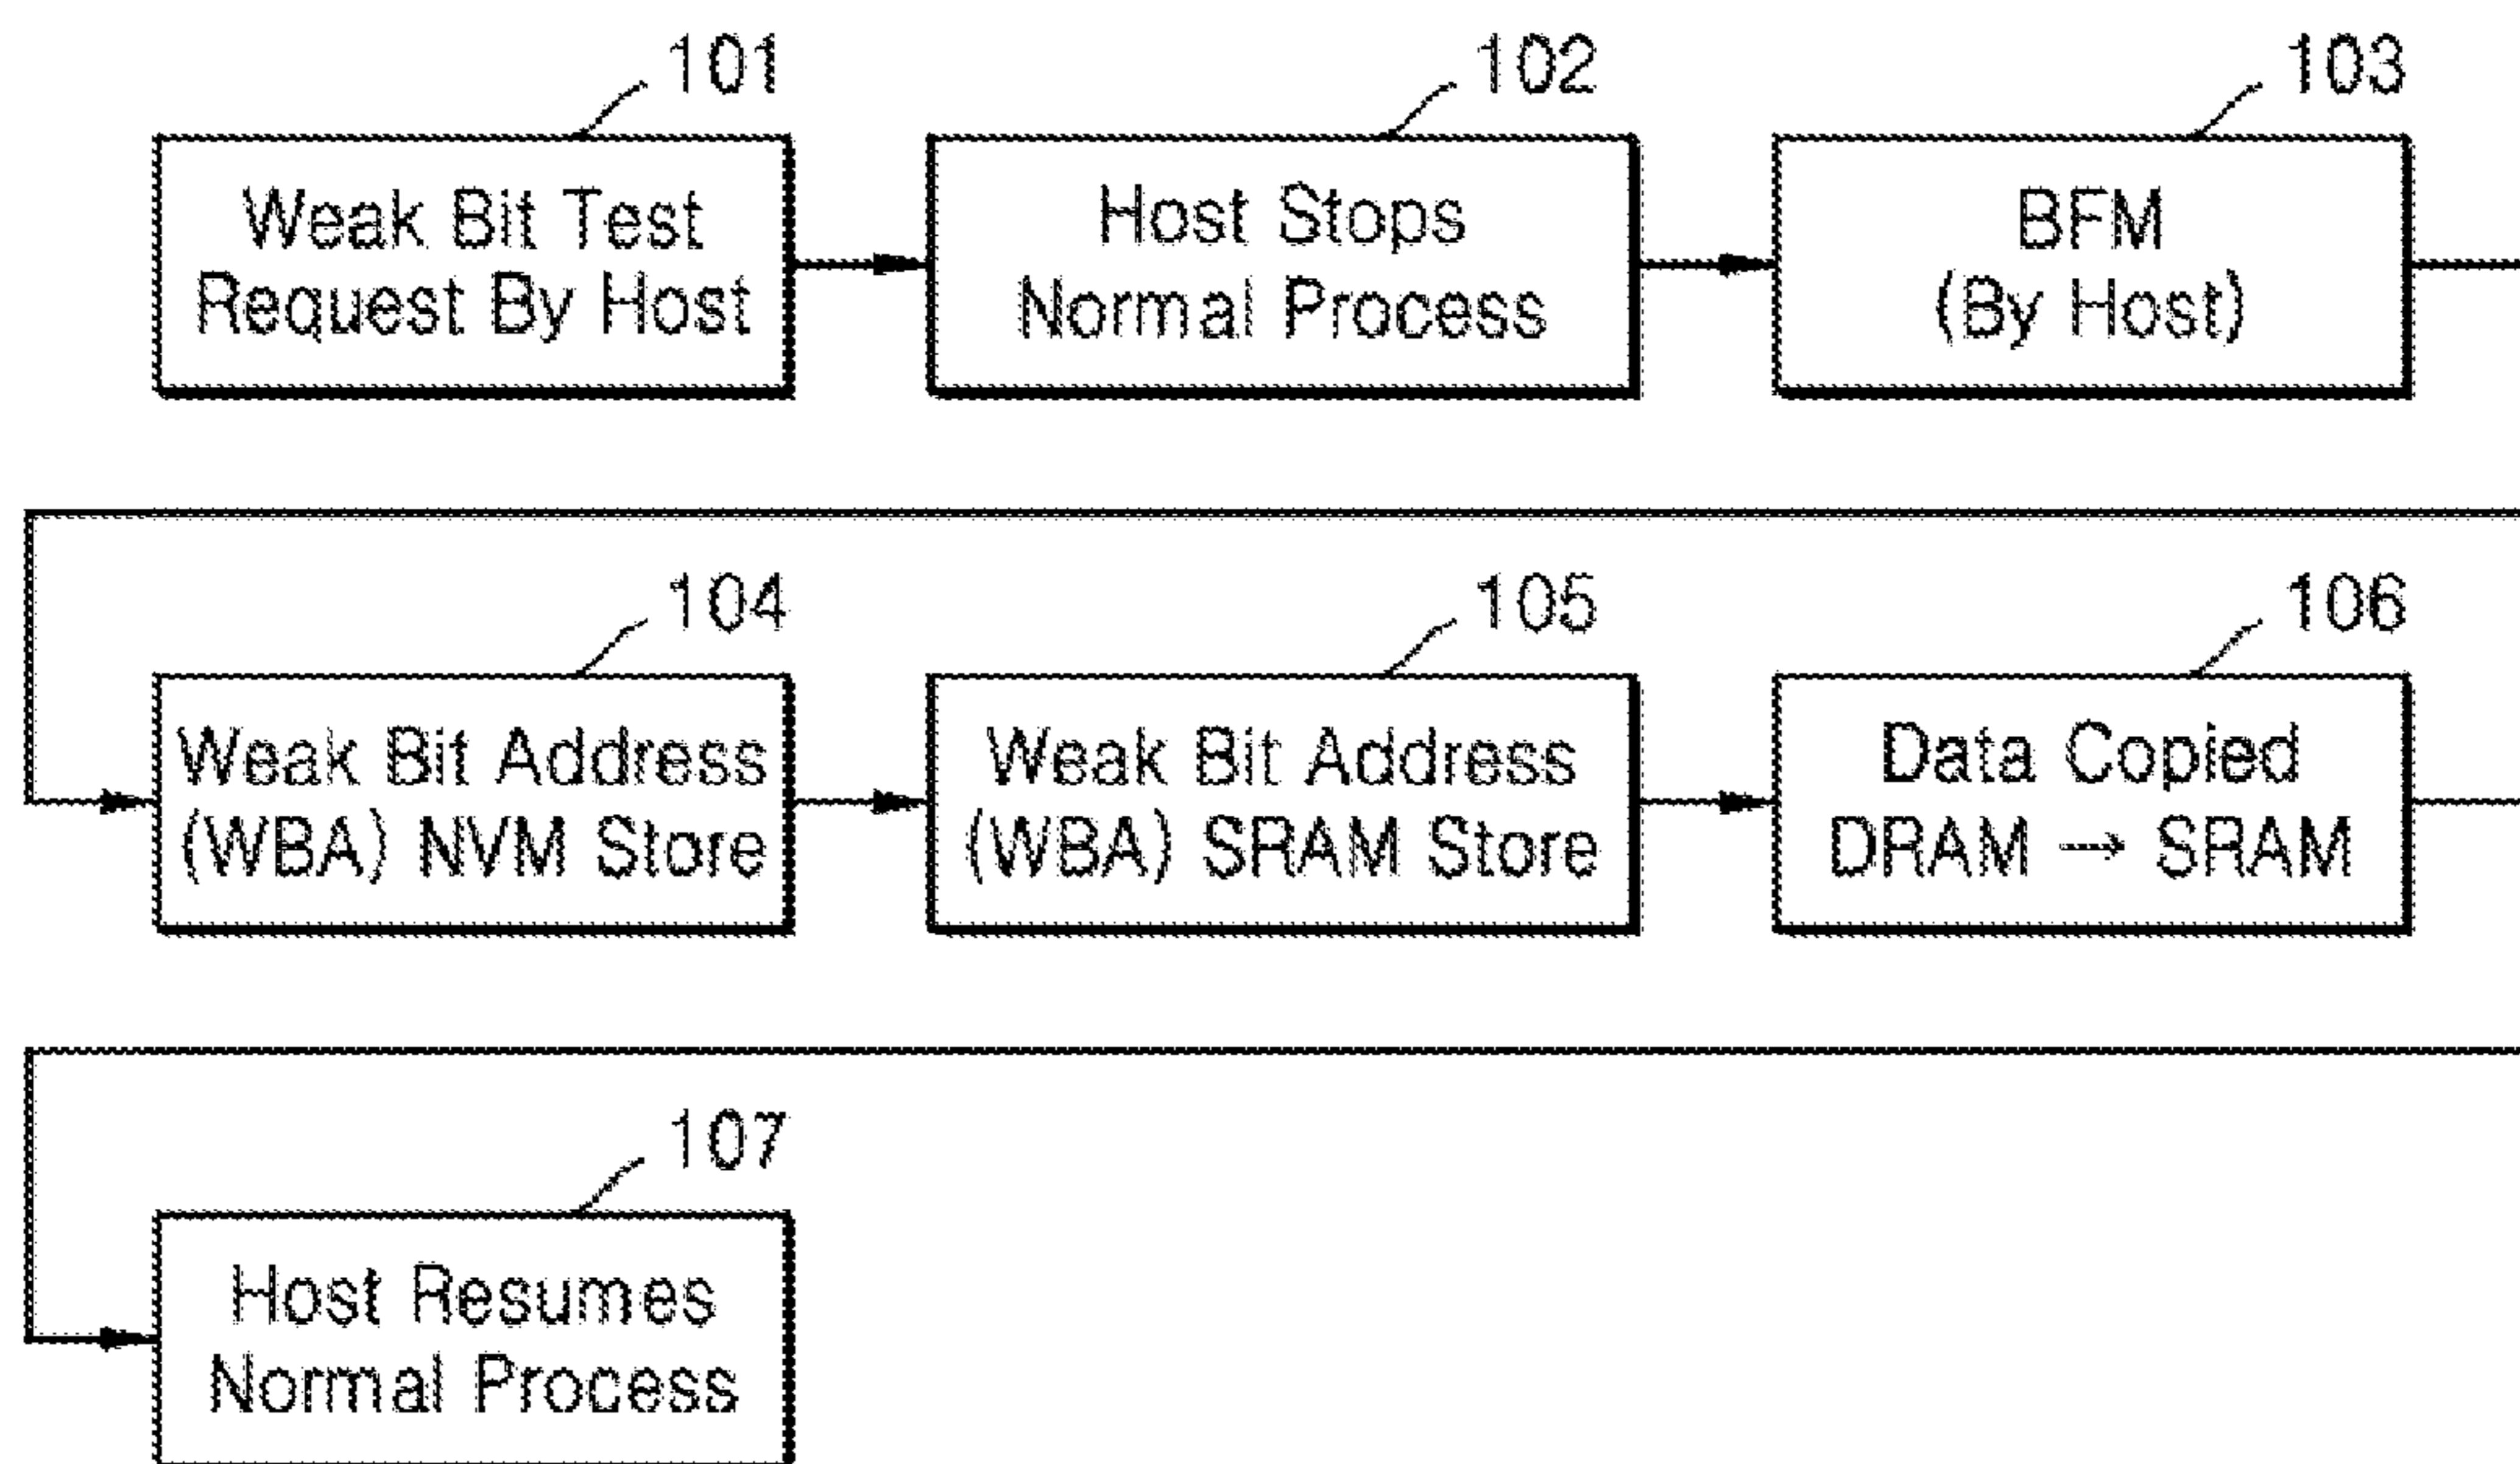 101
Weak Bit Test
Request By Host
102
Host Stops
Normal Process
103
BFM
(By Host)
104
Weak Bit Address
(WBA) NVM Store
105
Weak Bit Address
(WBA) SRAM Store
106
Data Copied
DRAM → SRAM
107
Host Resumes
Normal Process